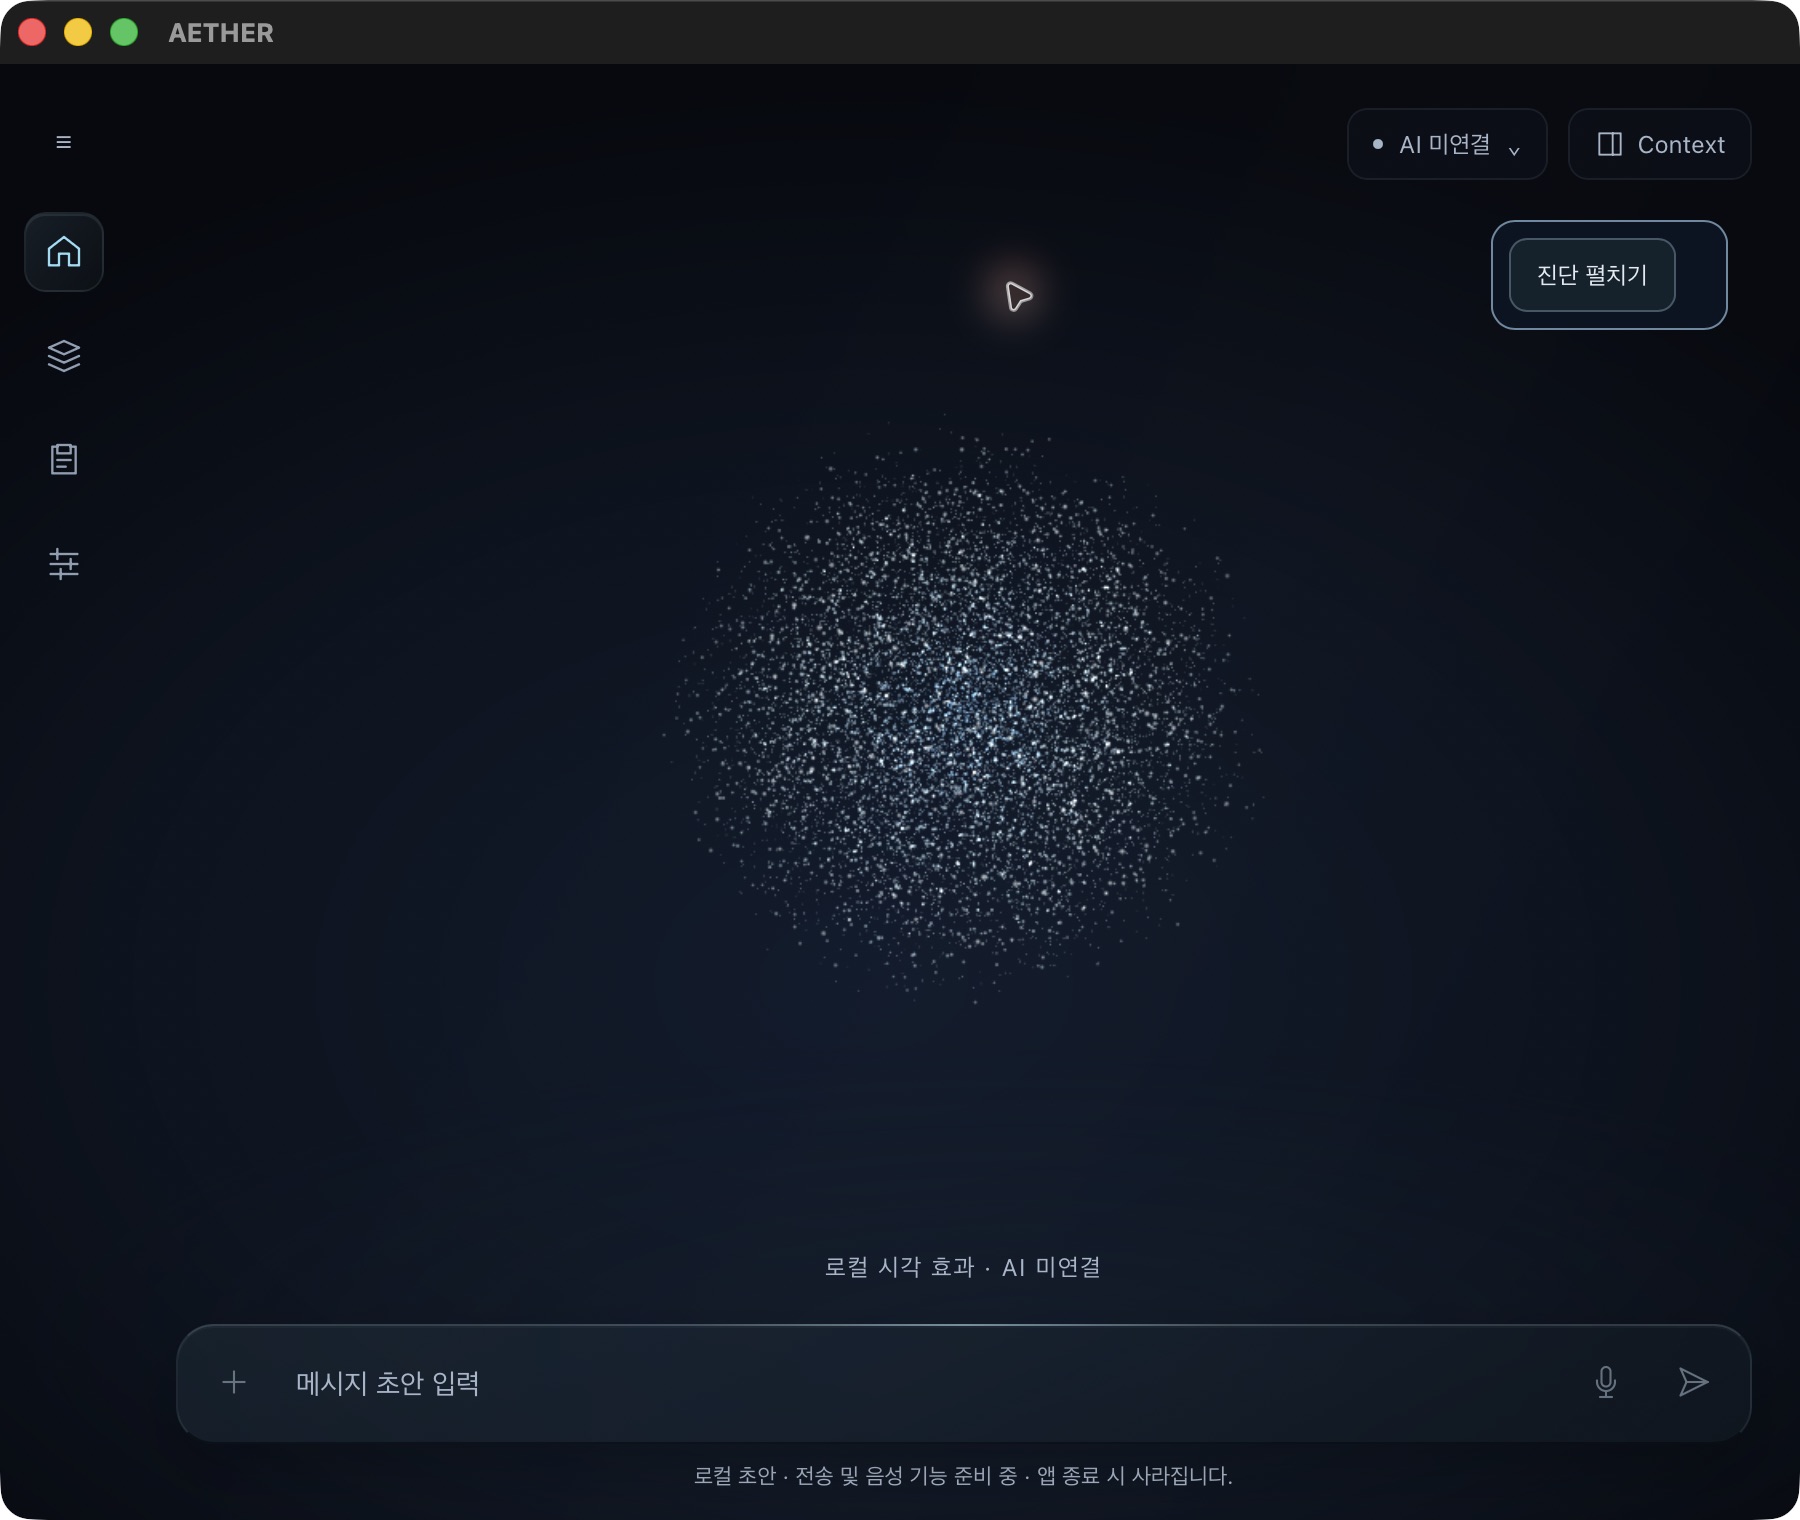 AETHER
AI 미연결
Context
진단 펼치기
로컬 시각 효과 · AI 미연결
메시지 초안 입력
로컬 초안 · 전송 및 음성 기능 준비 중 · 앱 종료 시 사라집니다.